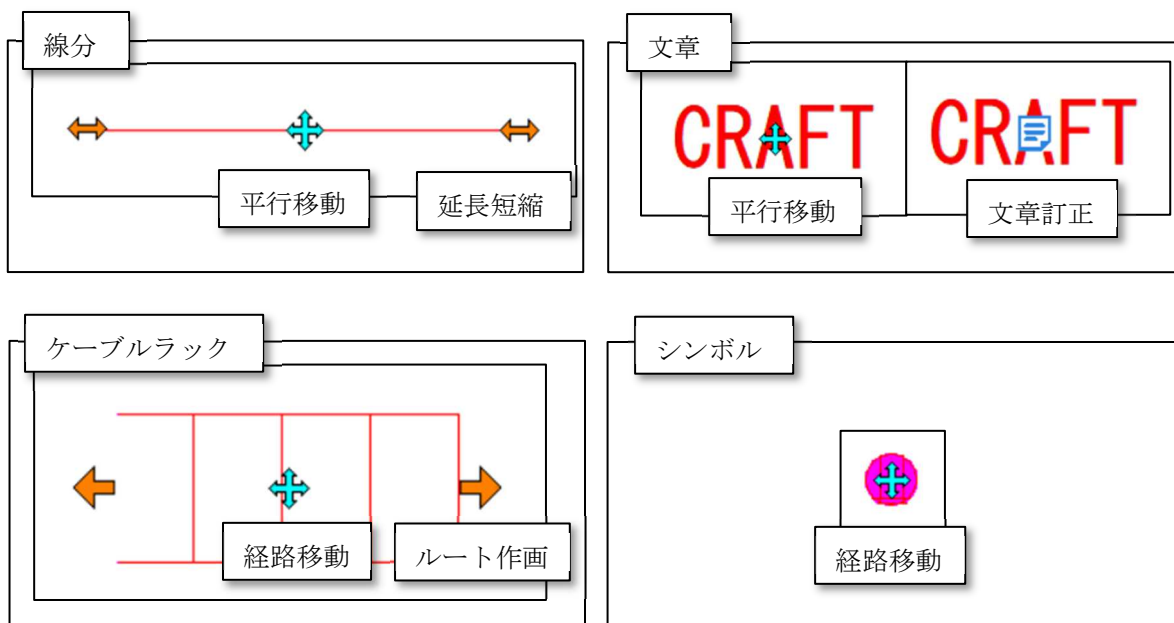 線分
平行移動
延長短縮
文章
CRAFT
CRAFT
平行移動
文章訂正
ケーブルラック
経路移動
ルート作画
シンボル
経路移動